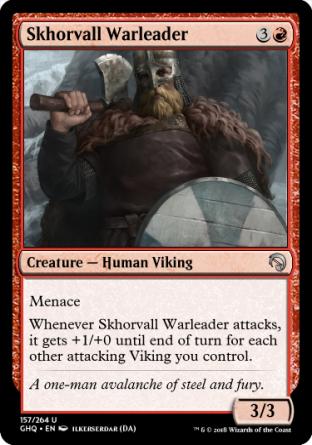 Skhorvall Warleader 3
Creature — Human Viking
Menace
Whenever Skhorvall Warleader attacks,
it gets +1/+0 until end of turn for each
other attacking Viking you control.
A one-man avalanche of steel and fury.
3/3
157/264 U
GHQ • EN ILKERSERDAR (DA)
™ & © 2018 Wizards of the Coast